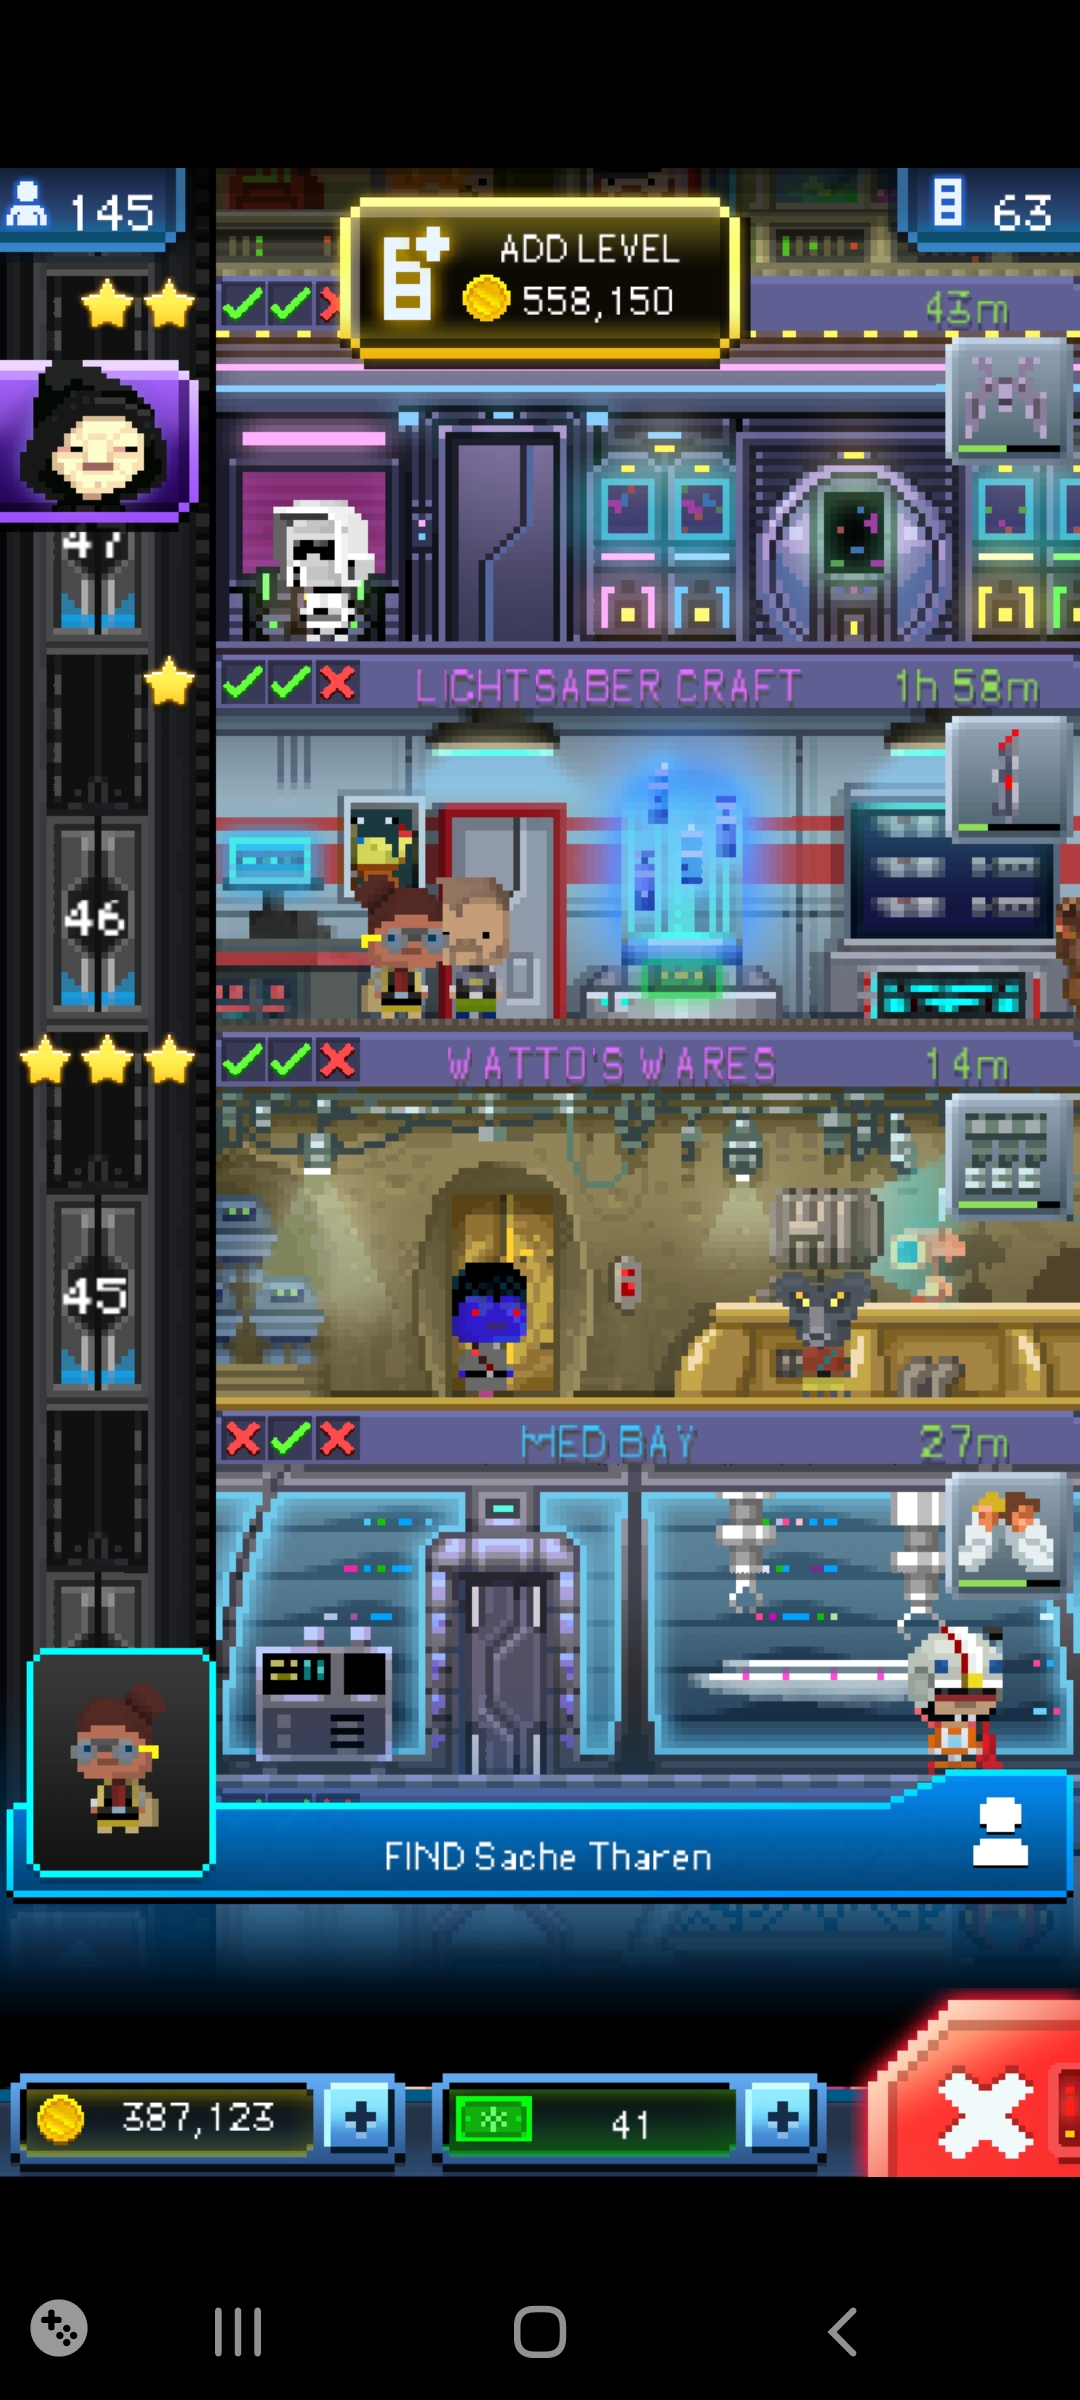 145
ADD LEVEL
558,150
63
43m
47
LIGHTSABER CRAFT
1h 58m
46
WATTO'S WARES
14m
45
MED BAY
27m
FIND Sache Tharen
387,123
41